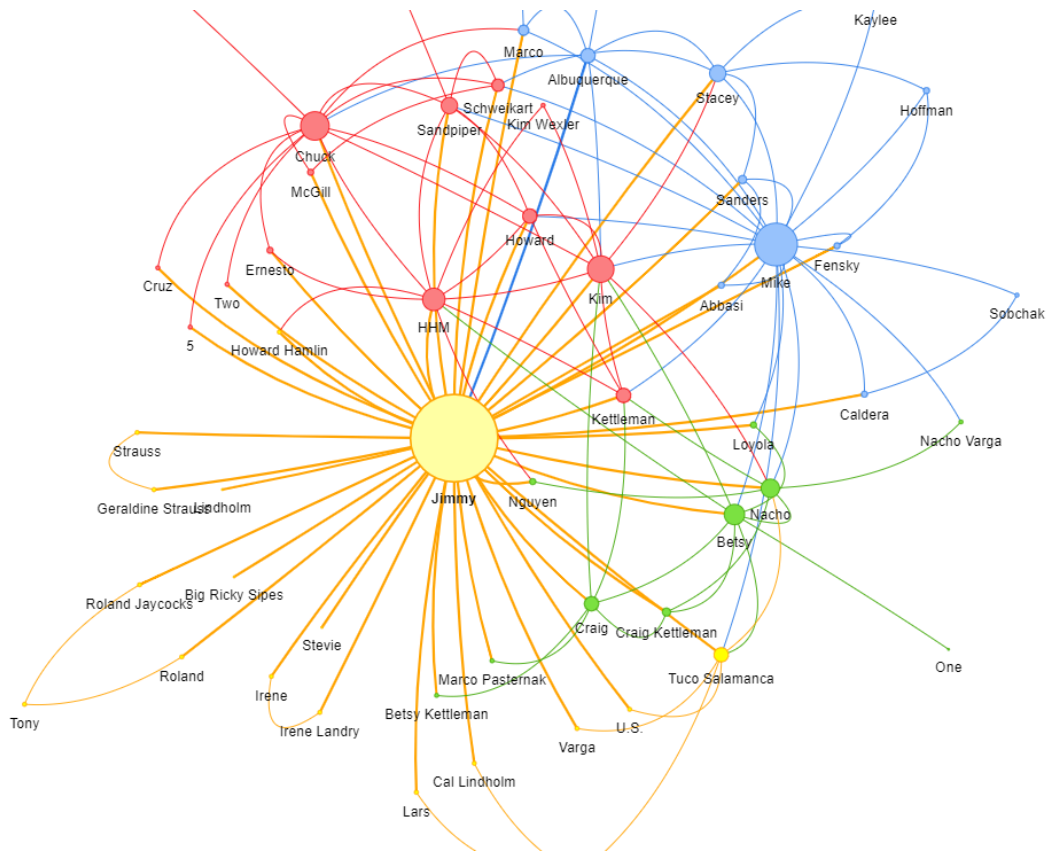 Kaylee
Marco
Albuquerque
Stacey
Hoffman
Schweikart
Kim Wexler
Sandpiper
Chuck
McGill
Sanders
Howard
Ernesto
Cruz
Two
Fensky
Mike
Kim
Abbasi
Sobchak
HHM
5
Howard Hamlin
Kettleman
Caldera
Nacho Varga
Loyola
Strauss
Jimmy
Nguyen
Geraldine Strauss
Lindholm
Nacho
Betsy
Big Ricky Sipes
Roland Jaycocks
Craig
Craig Kettleman
Stevie
One
Roland
Marco Pasternak
Tuco Salamanca
Irene
Betsy Kettleman
Tony
Irene Landry
U.S.
Varga
Cal Lindholm
Lars